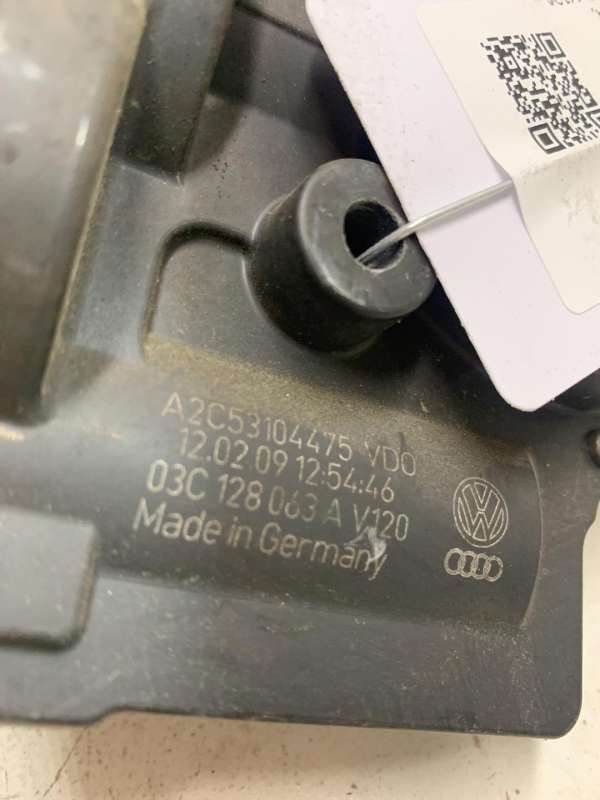 A2C53104475 VDO
12.02.09 12:54:46
03C 128 063 A V120
Made in Germany